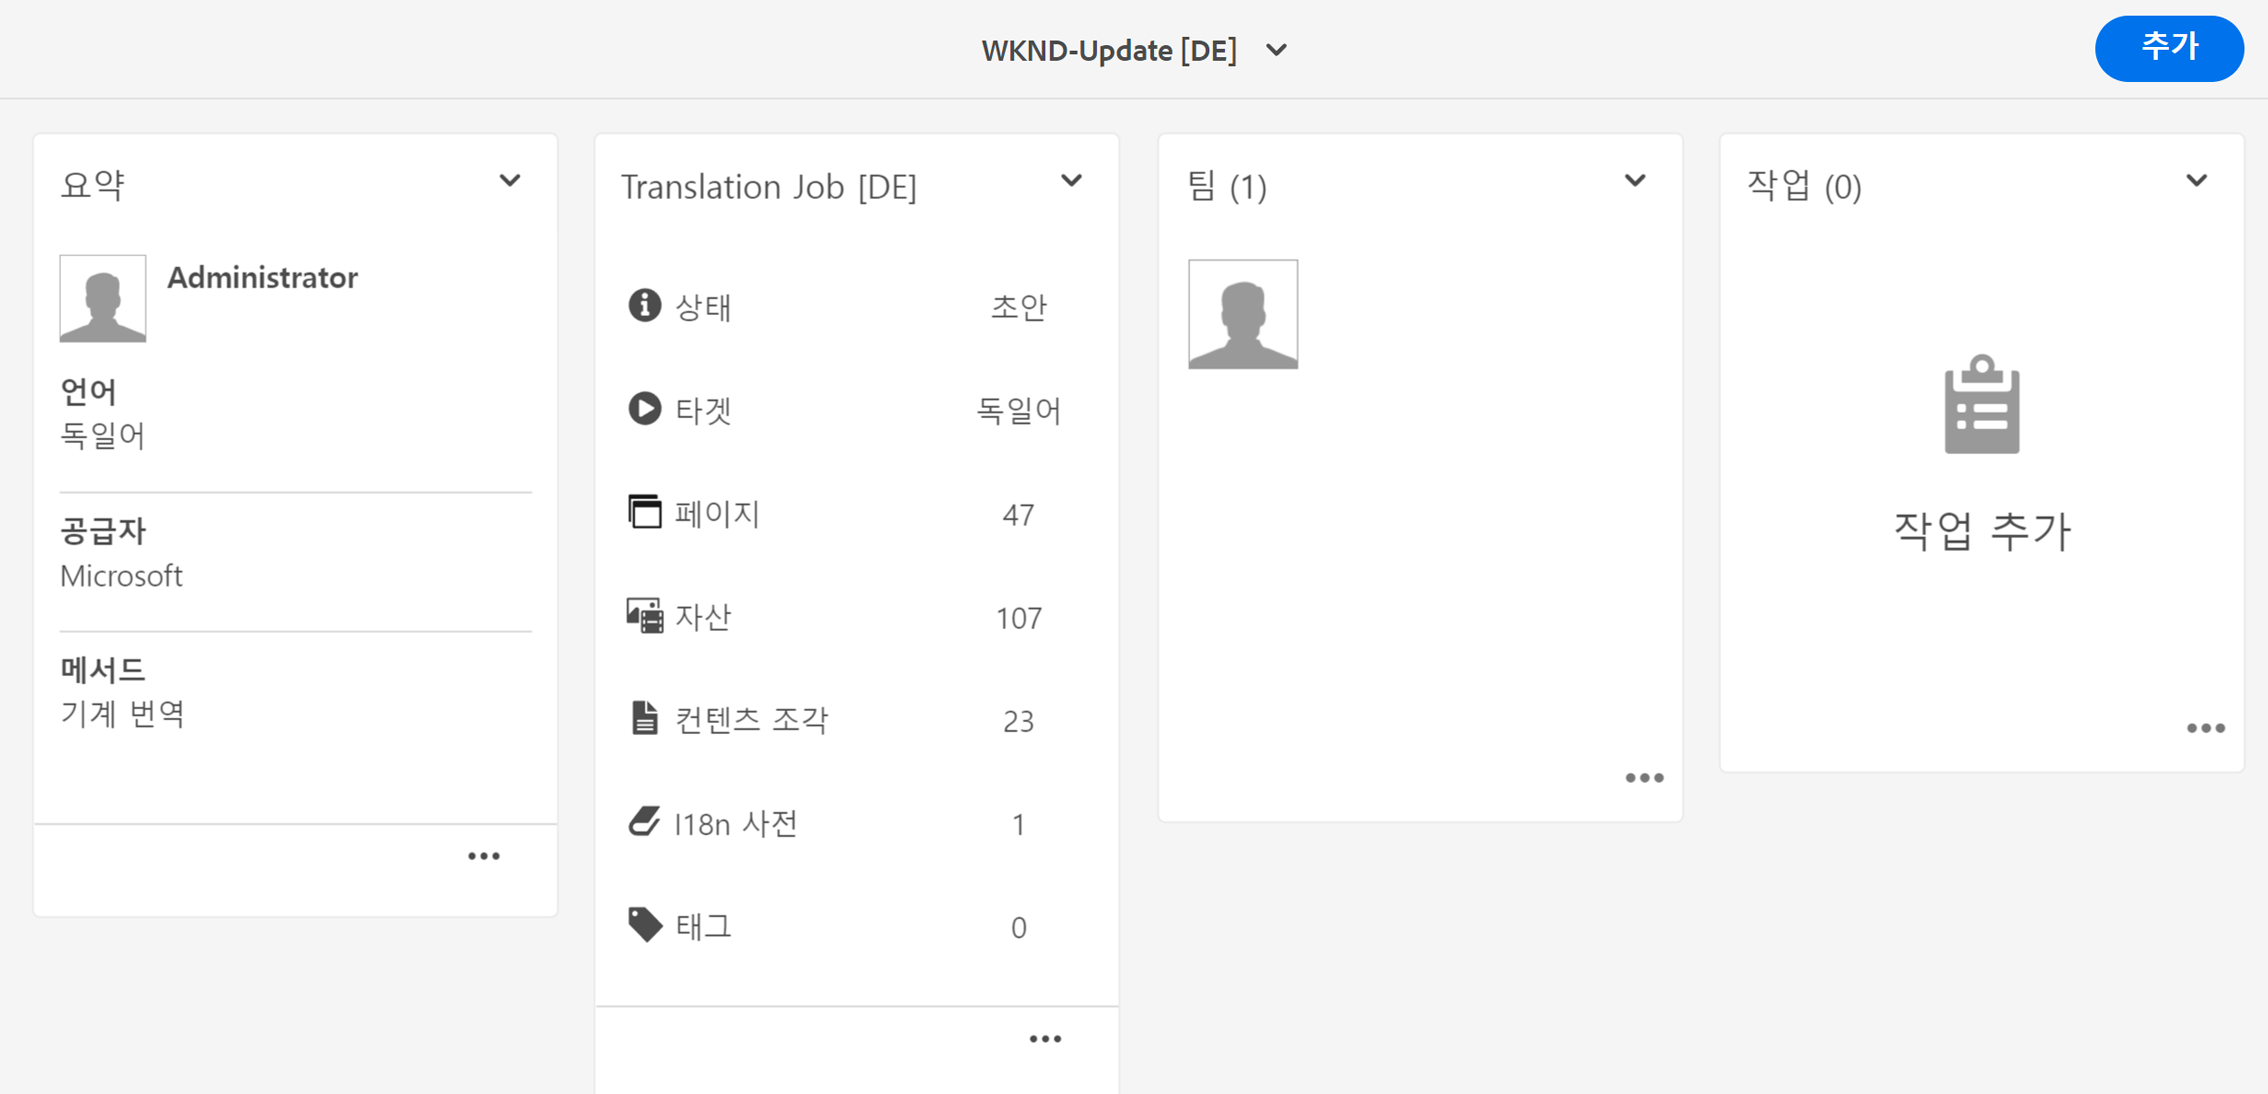 WKND-Update [DE]
추가
요약
Administrator
언어
독일어
공급자
Microsoft
메서드
기계 번역
Translation Job [DE]
상태 초안
타겟 독일어
페이지 47
자산 107
컨텐츠 조각 23
I18n 사전 1
태그 0
팀 (1)
작업 (0)
작업 추가